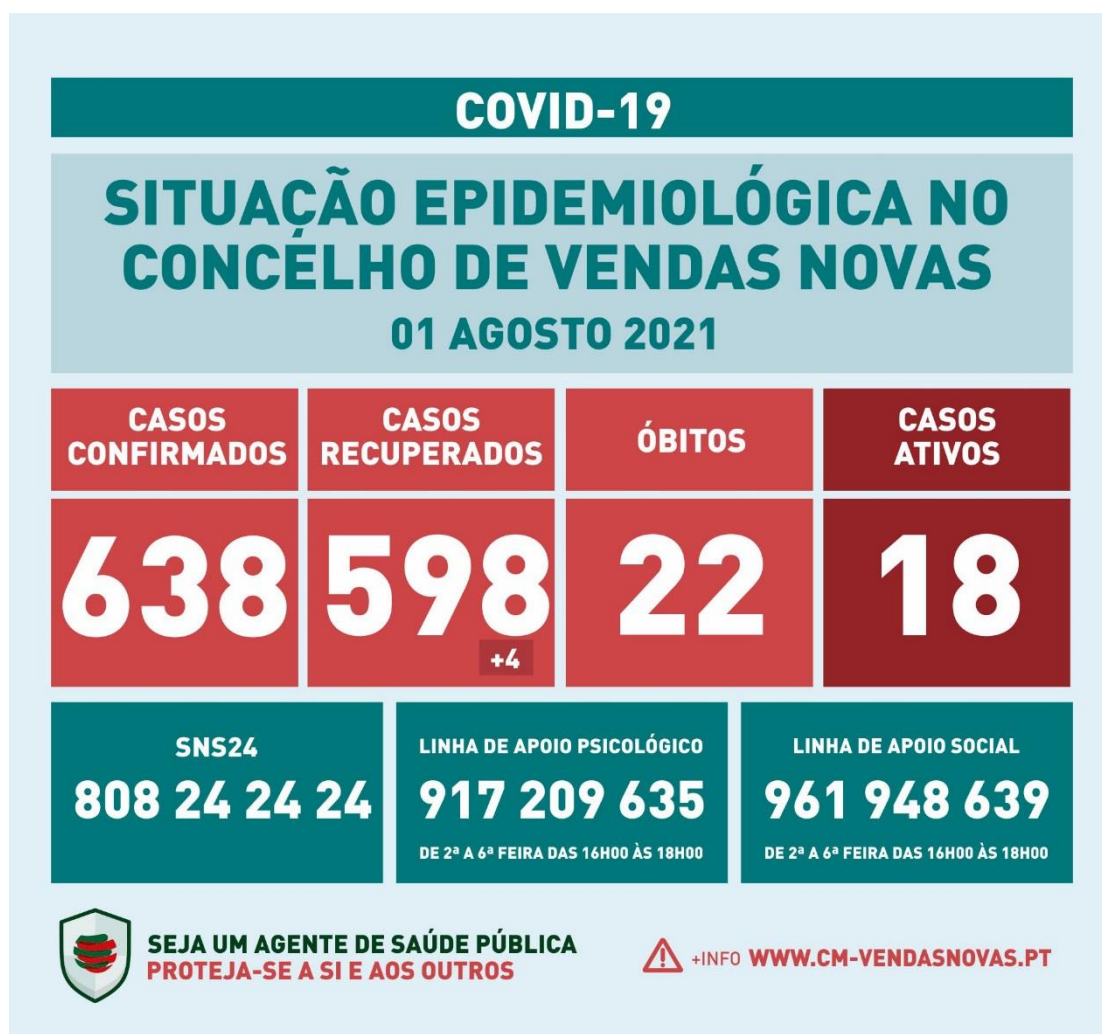 COVID-19
SITUAÇÃO EPIDEMIOLÓGICA NO
CONCELHO DE VENDAS NOVAS
01 AGOSTO 2021
CASOS
CONFIRMADOS
638
CASOS
RECUPERADOS
598
+4
ÓBITOS
22
CASOS
ATIVOS
18
SNS24
808 24 24 24
LINHA DE APOIO PSICOLÓGICO
917 209 635
DE 2ª A 6ª FEIRA DAS 16H00 ÀS 18H00
LINHA DE APOIO SOCIAL
961 948 639
DE 2ª A 6ª FEIRA DAS 16H00 ÀS 18H00
SEJA UM AGENTE DE SAÚDE PÚBLICA
PROTEJA-SE A SI E AOS OUTROS
+INFO WWW.CM-VENDASNOVAS.PT